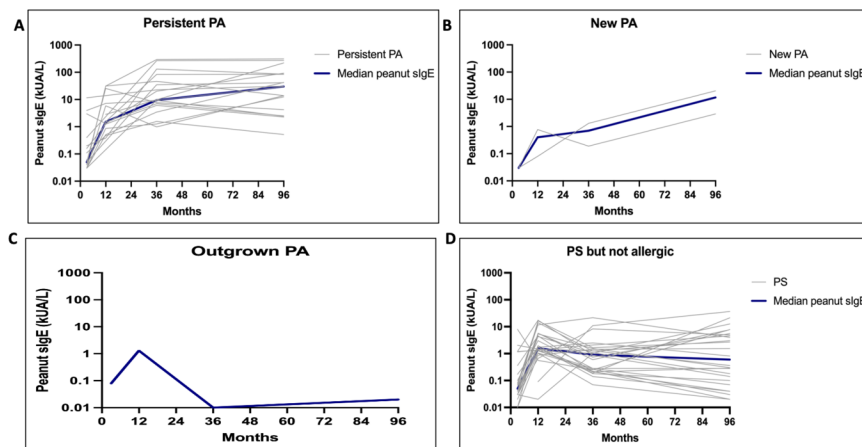 A
Persistent PA
Peanut sIgE (kUA/L)
1000
100
10
1
0.1
0.01
0 12 24 36 48 60 72 84 96
Months
Persistent PA
Median peanut sIgE
B
New PA
Peanut sIgE (kUA/L)
1000
100
10
1
0.1
0.01
0 12 24 36 48 60 72 84 96
Months
New PA
Median peanut sIgE
C
Outgrown PA
Peanut sIgE (kUA/L)
1000
100
10
1
0.1
0.01
0 12 24 36 48 60 72 84 96
Months
D
PS but not allergic
Peanut sIgE (kUA/L)
1000
100
10
1
0.1
0.01
0 12 24 36 48 60 72 84 96
Months
PS
Median peanut sIgE